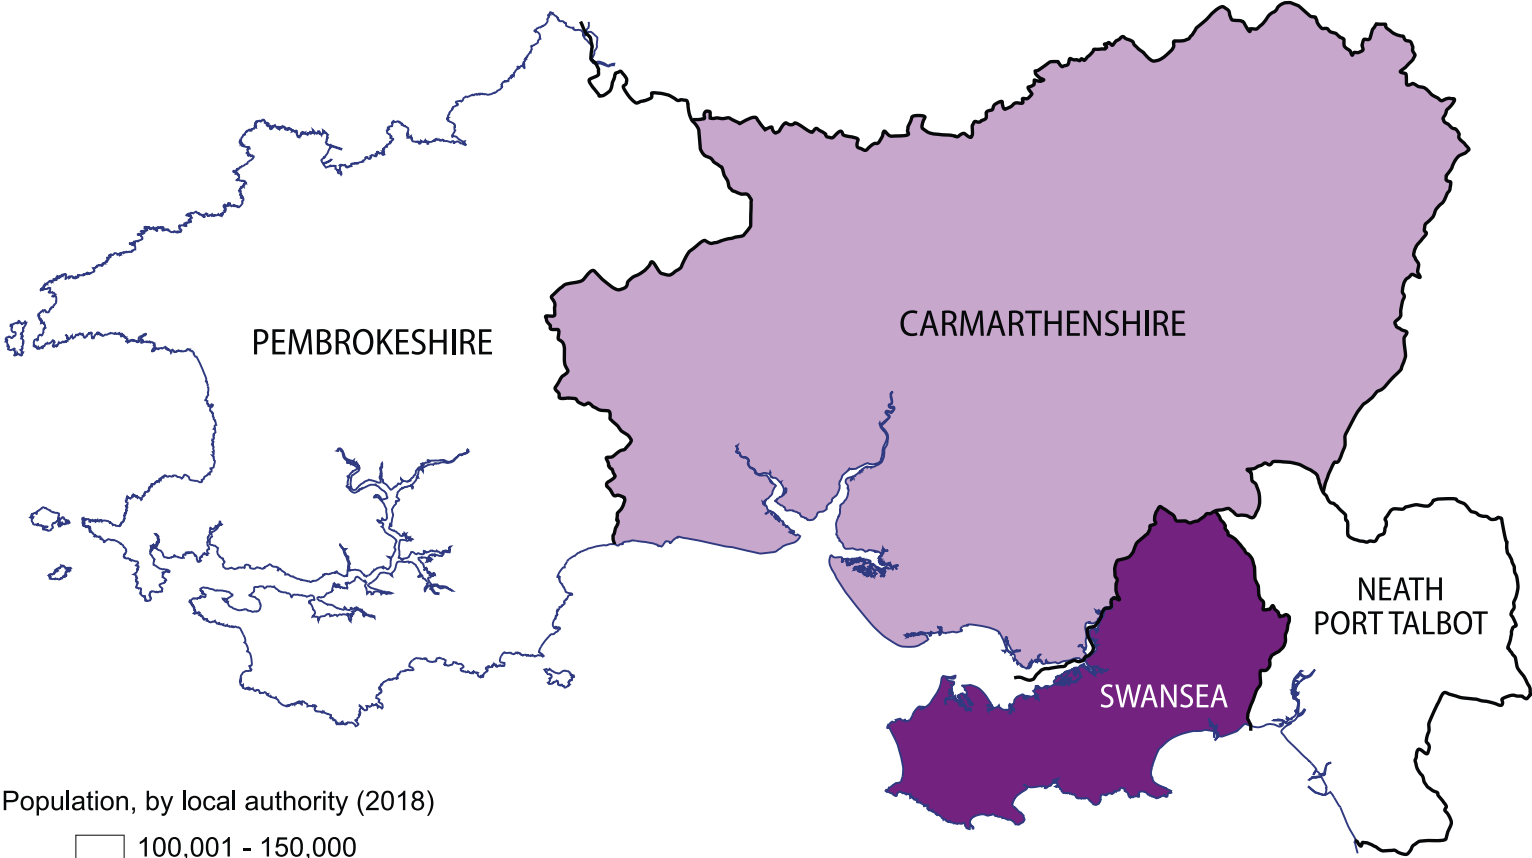 CARMARTHENSHIRE
PEMBROKESHIRE
NEATH
PORT TALBOT
SWANSEA
Population, by local authority (2018)
100,001 - 150,000